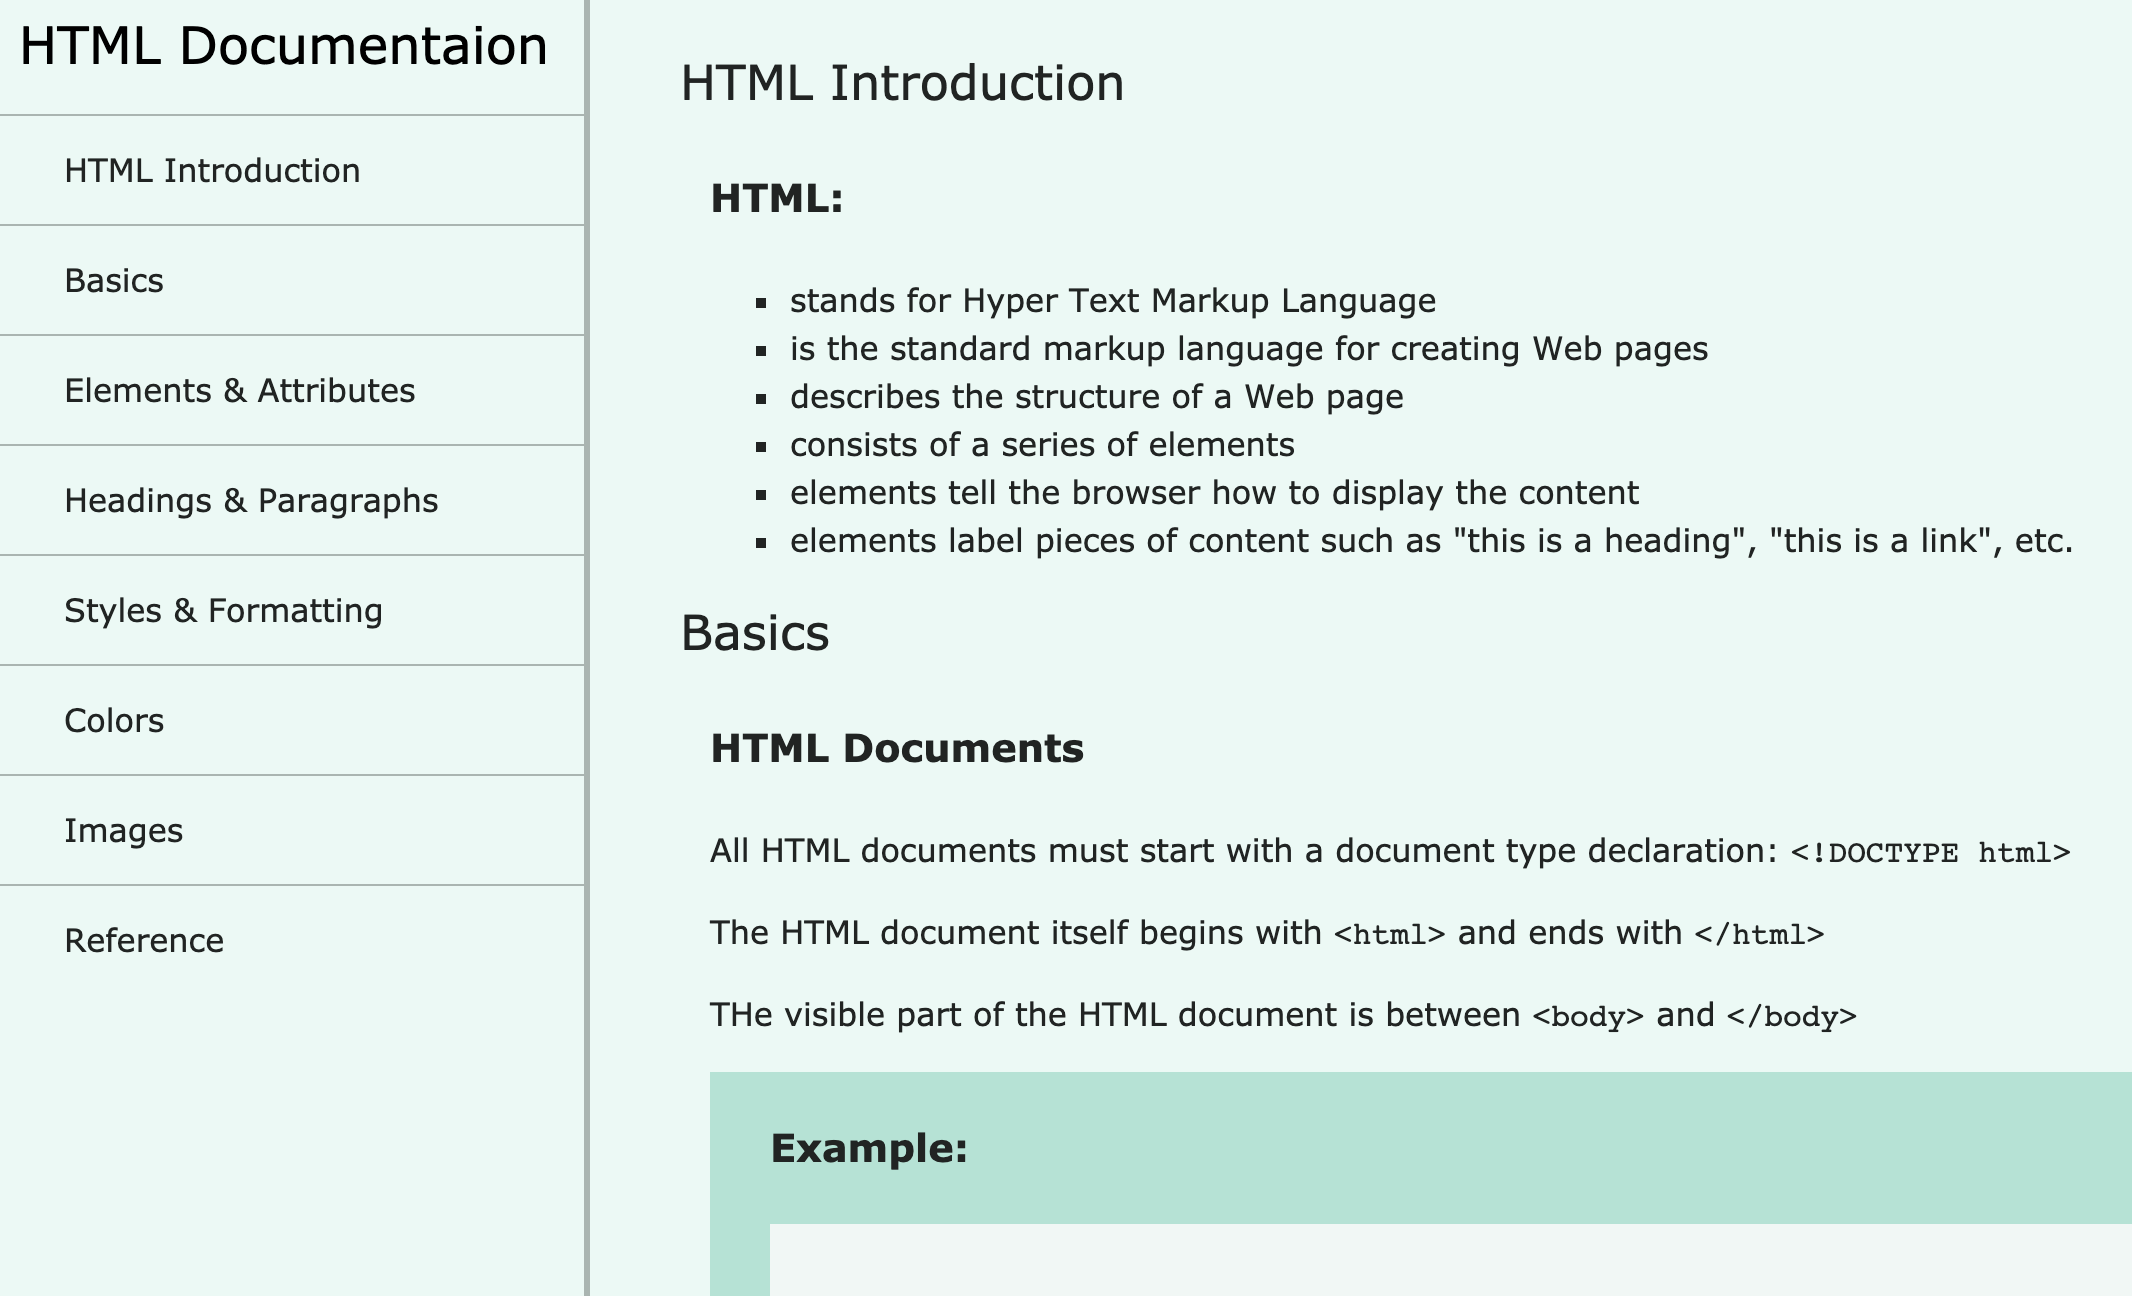 HTML Documentaion
HTML Introduction
Basics
Elements & Attributes
Headings & Paragraphs
Styles & Formatting
Colors
Images
Reference
HTML Introduction
HTML:
▪ stands for Hyper Text Markup Language
▪ is the standard markup language for creating Web pages
▪ describes the structure of a Web page
▪ consists of a series of elements
▪ elements tell the browser how to display the content
▪ elements label pieces of content such as "this is a heading", "this is a link", etc.
Basics
HTML Documents
All HTML documents must start with a document type declaration: <!DOCTYPE html>
The HTML document itself begins with <html> and ends with </html>
THe visible part of the HTML document is between <body> and </body>
Example: